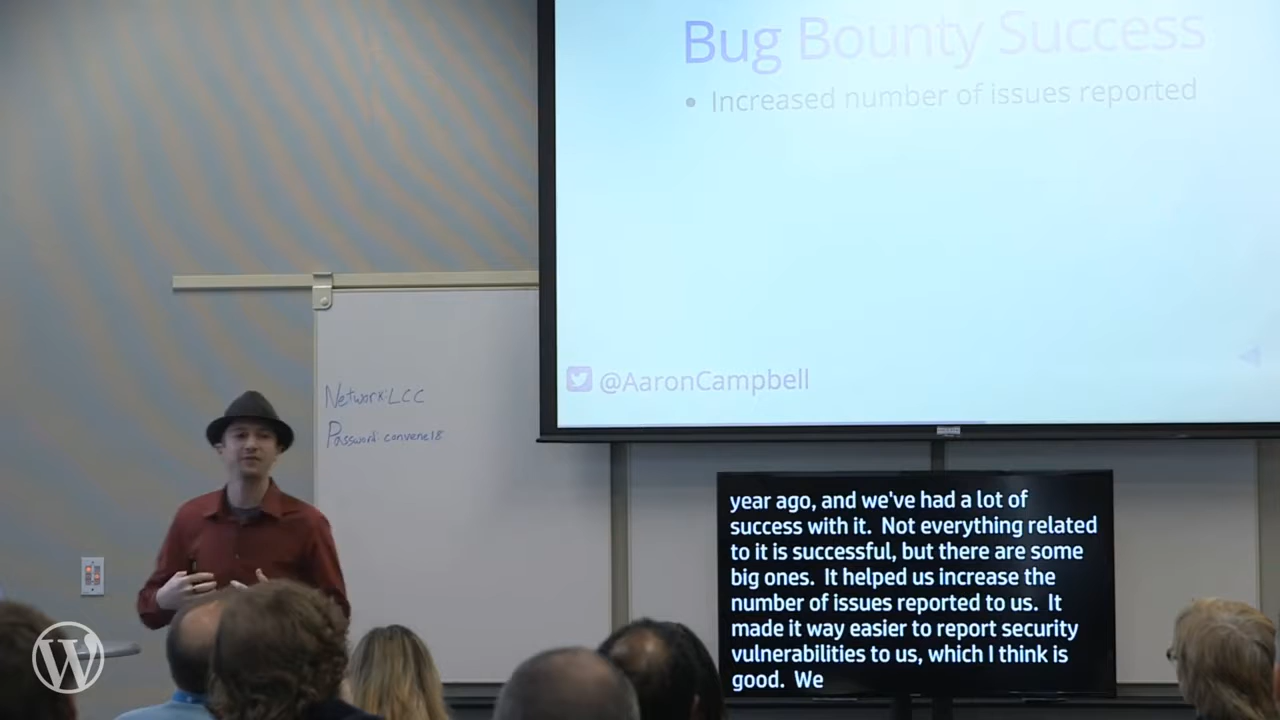 Bug Bounty Success
• Increased number of issues reported
@AaronCampbell
Network: LCC
Password: convene18
year ago, and we've had a lot of
success with it. Not everything related
to it is successful, but there are some
big ones. It helped us increase the
number of issues reported to us. It
made it way easier to report security
vulnerabilities to us, which I think is
good. We
W